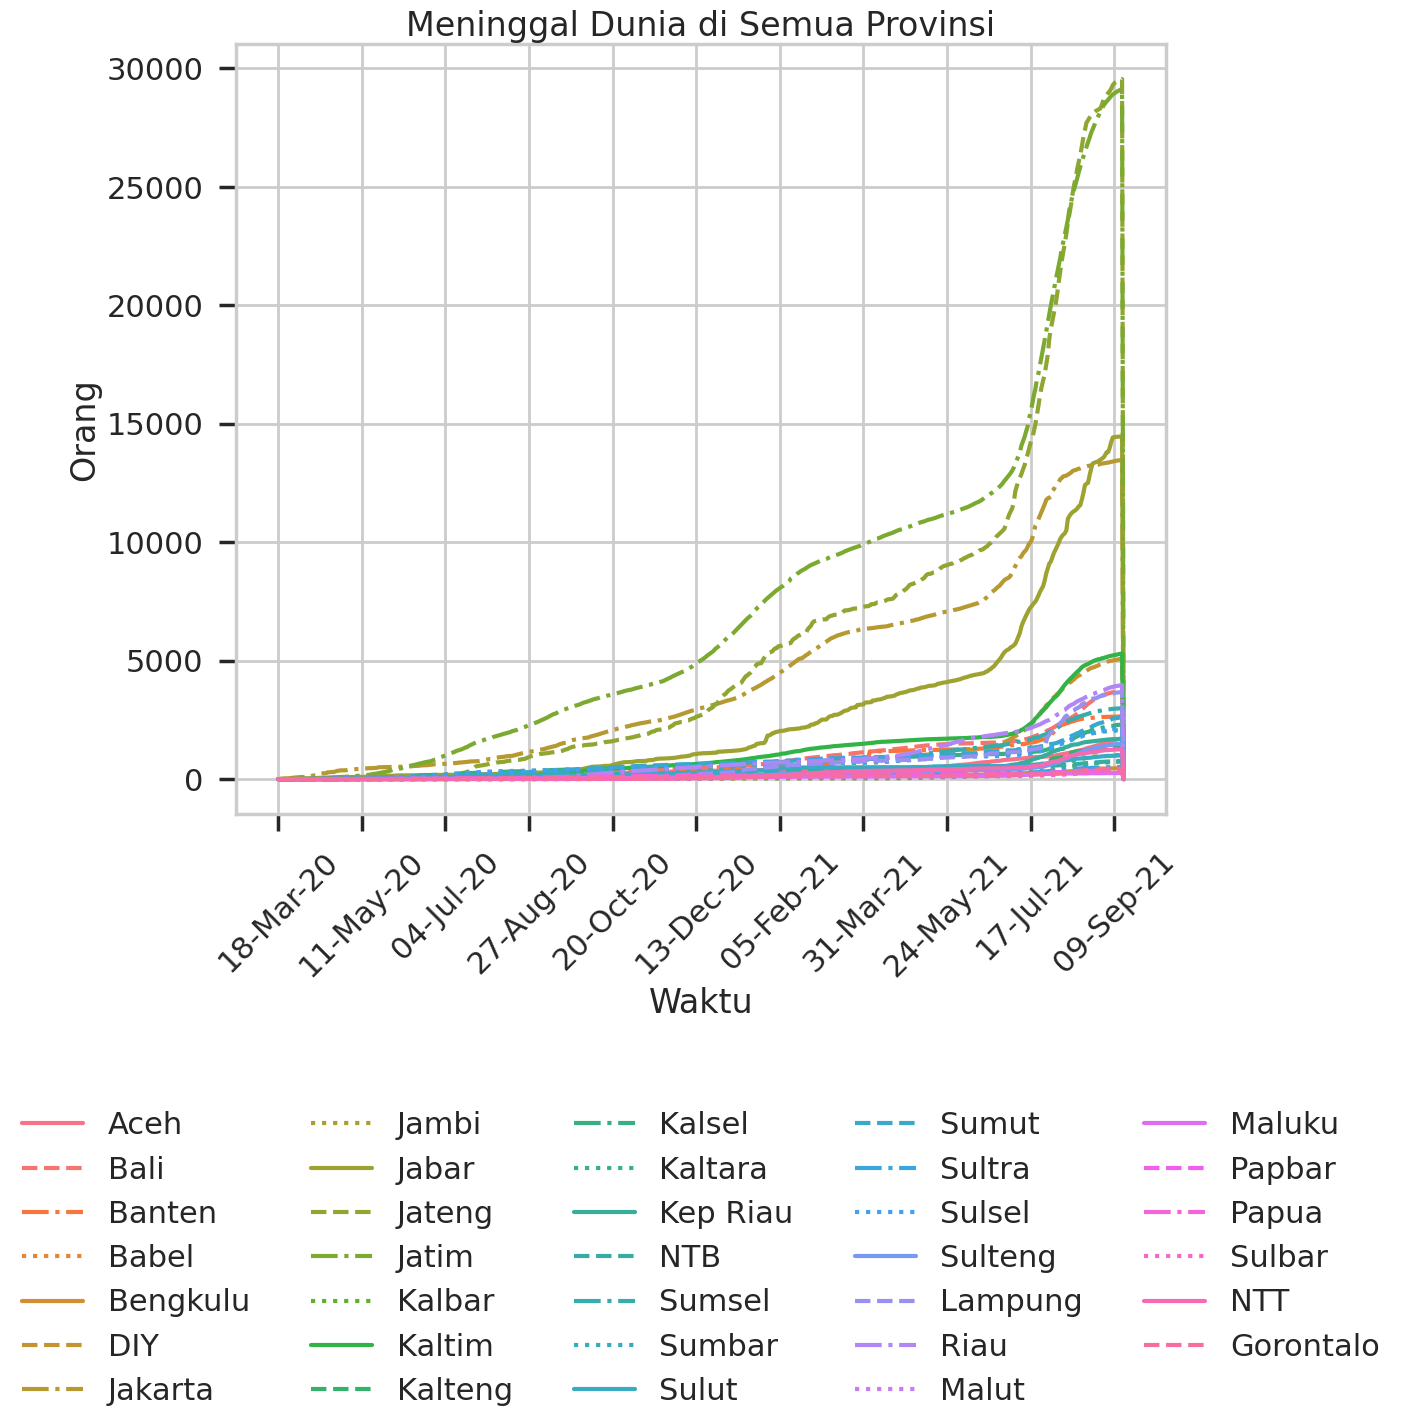 Meninggal Dunia di Semua Provinsi
30000
25000
20000
15000
10000
5000
0
Orang
18-Mar-20
11-May-20
04-Jul-20
27-Aug-20
20-Oct-20
13-Dec-20
05-Feb-21
31-Mar-21
24-May-21
17-Jul-21
09-Sep-21
Waktu
Aceh
Bali
Banten
Babel
Bengkulu
DIY
Jakarta
Jambi
Jabar
Jateng
Jatim
Kalbar
Kaltim
Kalteng
Kalsel
Kaltara
Kep Riau
NTB
Sumsel
Sumbar
Sulut
Sumut
Sultra
Sulsel
Sulteng
Lampung
Riau
Malut
Maluku
Papbar
Papua
Sulbar
NTT
Gorontalo